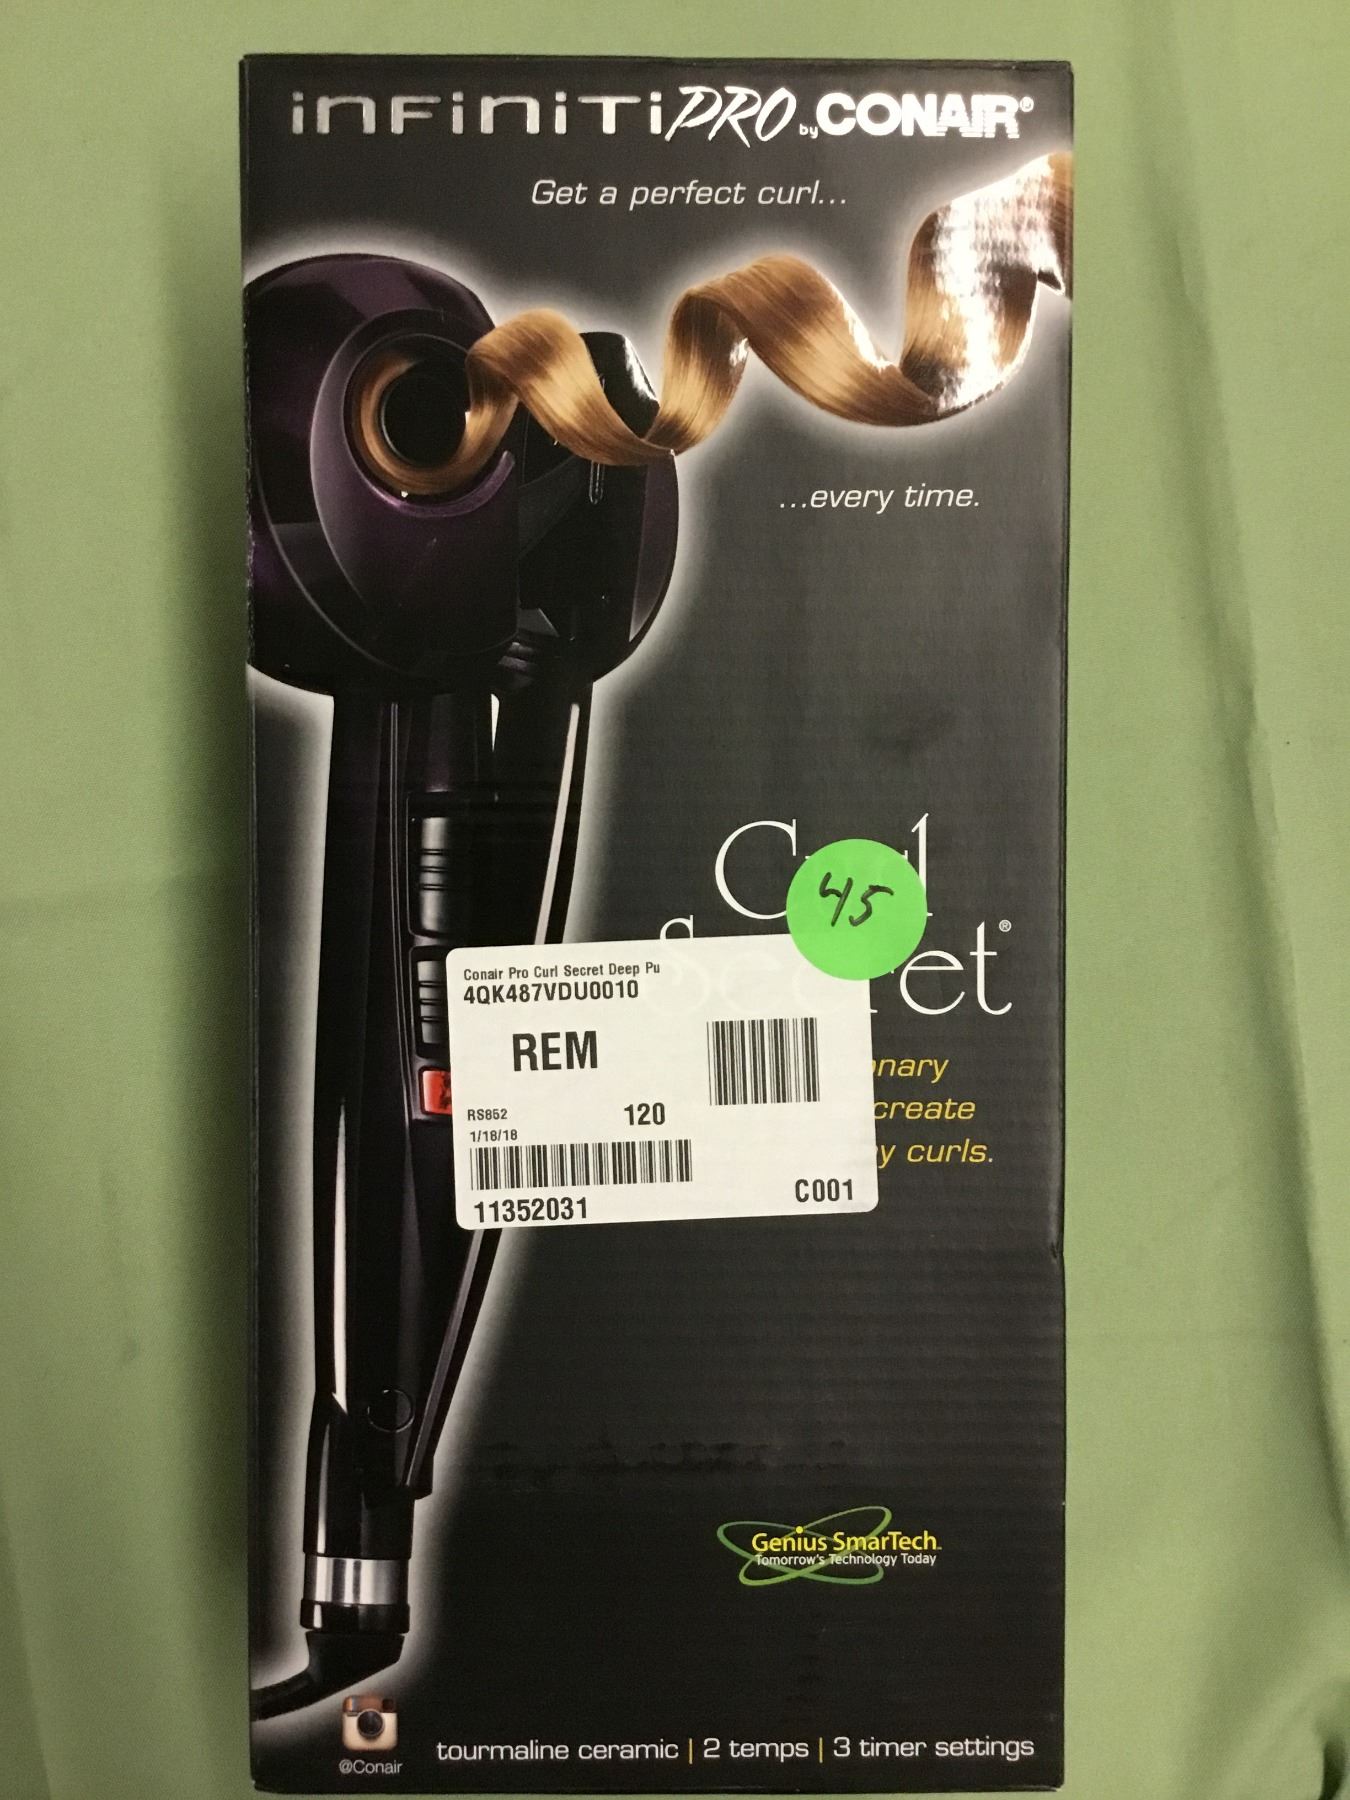 infinitiPRO by CONAIR®
Get a perfect curl...
...every time.
45
Secret®
Conair Pro Curl Secret Deep Pu
4QK487VDU0010
REM
RS852
120
1/18/18
11352031
C001
create
curls.
Genius SmarTech™
Tomorrow's Technology Today
@Conair
tourmaline ceramic | 2 temps | 3 timer settings